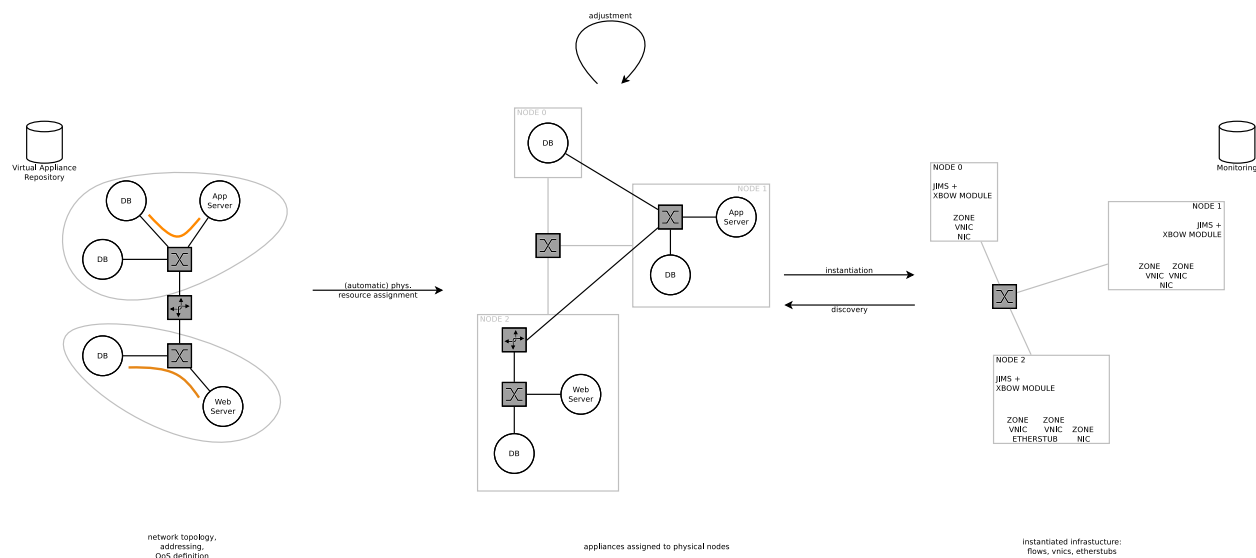 adjustment
Virtual Appliance
Repository
DB
App
Server
DB
DB
Web
Server
network topology,
addressing,
QoS definition
(automatic) phys.
resource assignment
NODE 0
DB
NODE 1
App
Server
DB
NODE 2
Web
Server
DB
appliances assigned to physical nodes
instantiation
discovery
Monitoring
NODE 0
JIMS +
XBOW MODULE
ZONE
VNIC
NIC
NODE 1
JIMS +
XBOW MODULE
ZONE ZONE
VNIC VNIC
NIC
NODE 2
JIMS +
XBOW MODULE
ZONE ZONE
VNIC VNIC ZONE
ETHERSTUB NIC
instantiated infrastucture:
flows, vnics, etherstubs